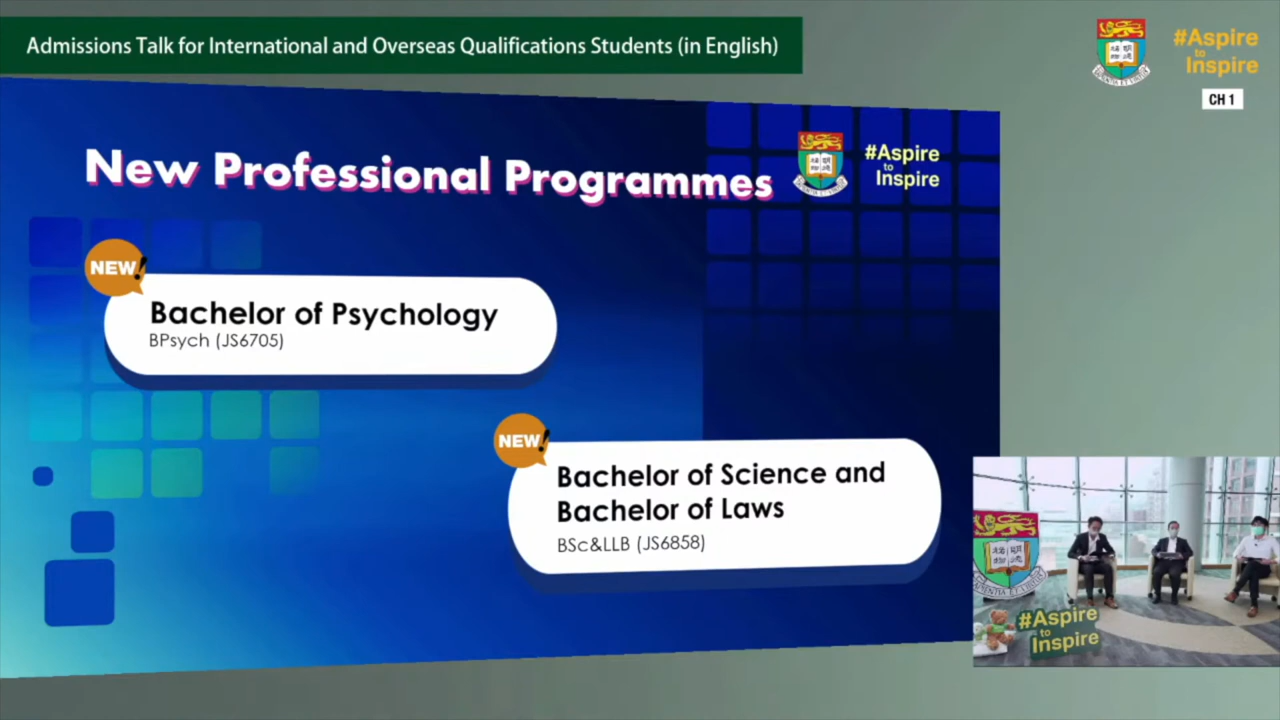 Admissions Talk for International and Overseas Qualifications Students (in English)
#Aspire
to
Inspire
CH 1
New Professional Programmes
#Aspire
to
Inspire
NEW!
Bachelor of Psychology
BPsych (JS6705)
NEW!
Bachelor of Science and
Bachelor of Laws
BSc&LLB (JS6858)
#Aspire
to
Inspire